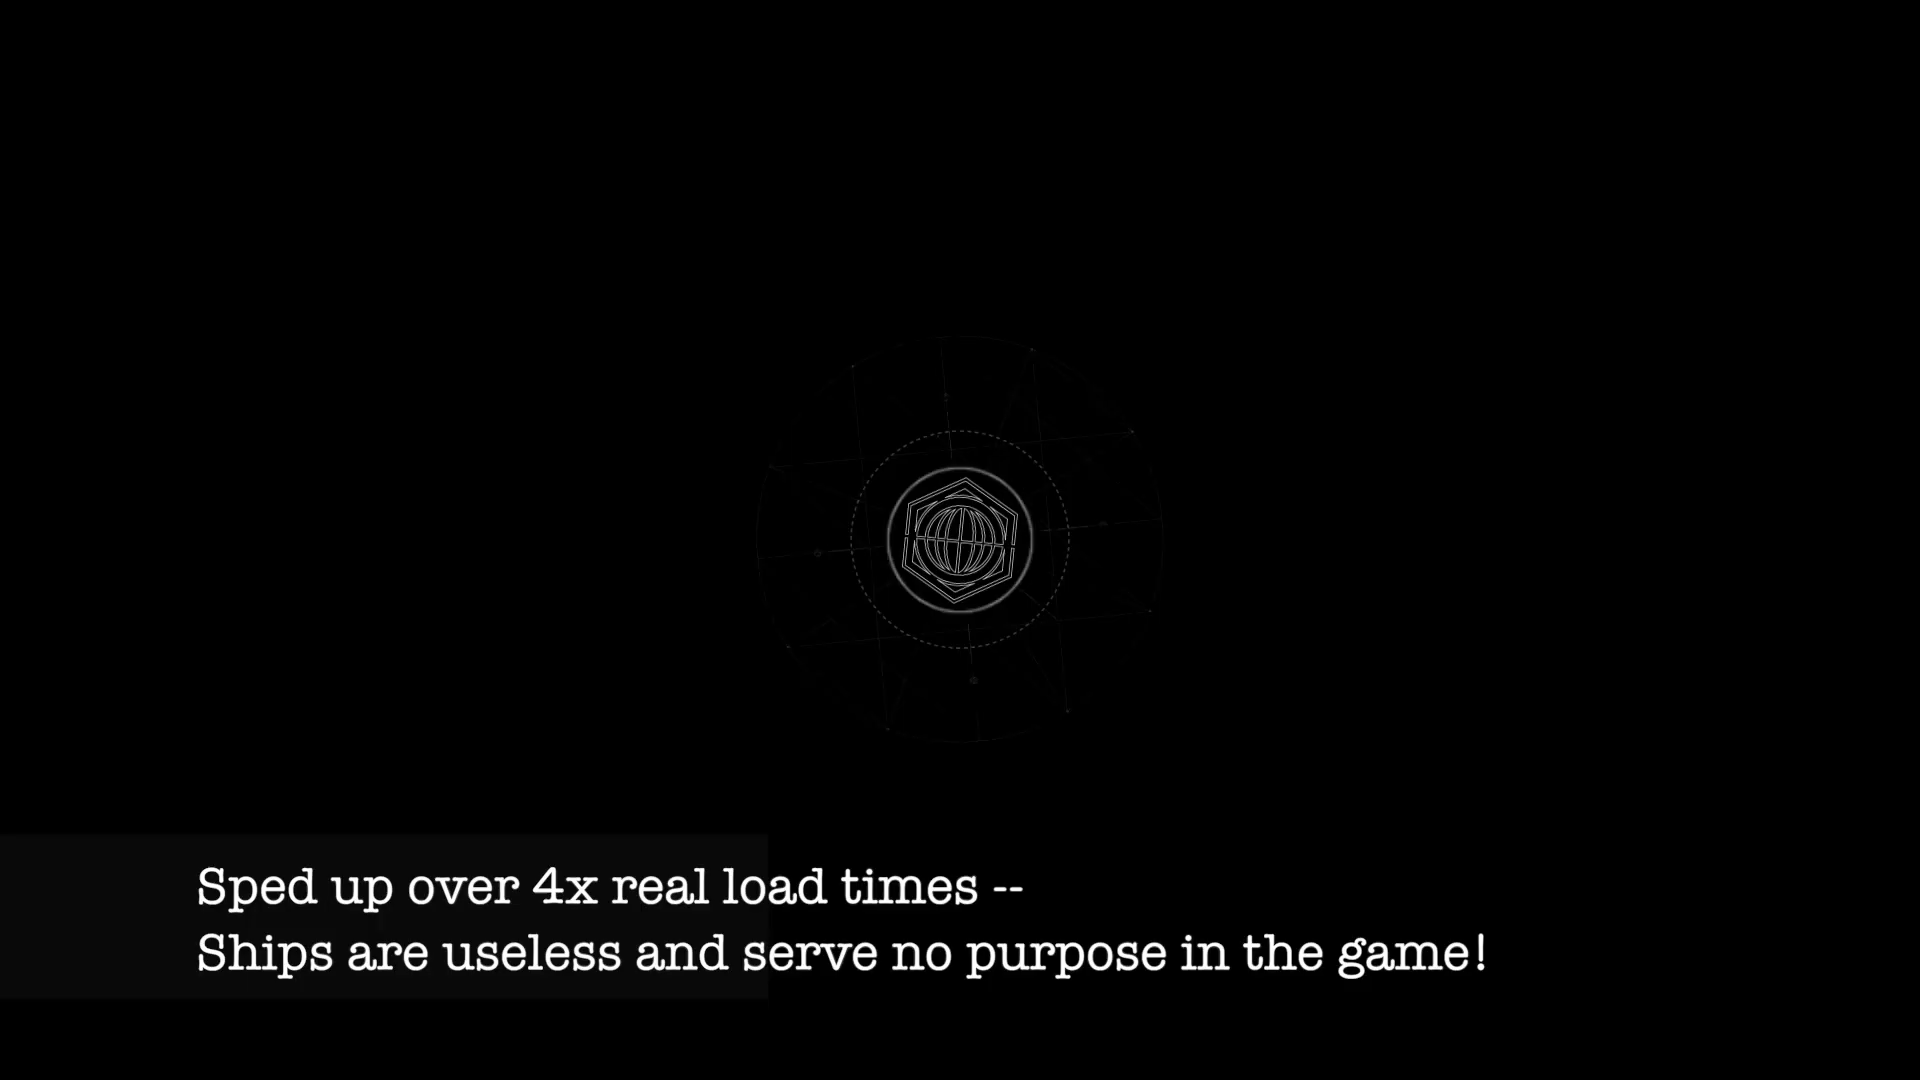 Sped up over 4x real load times --
Ships are useless and serve no purpose in the game!